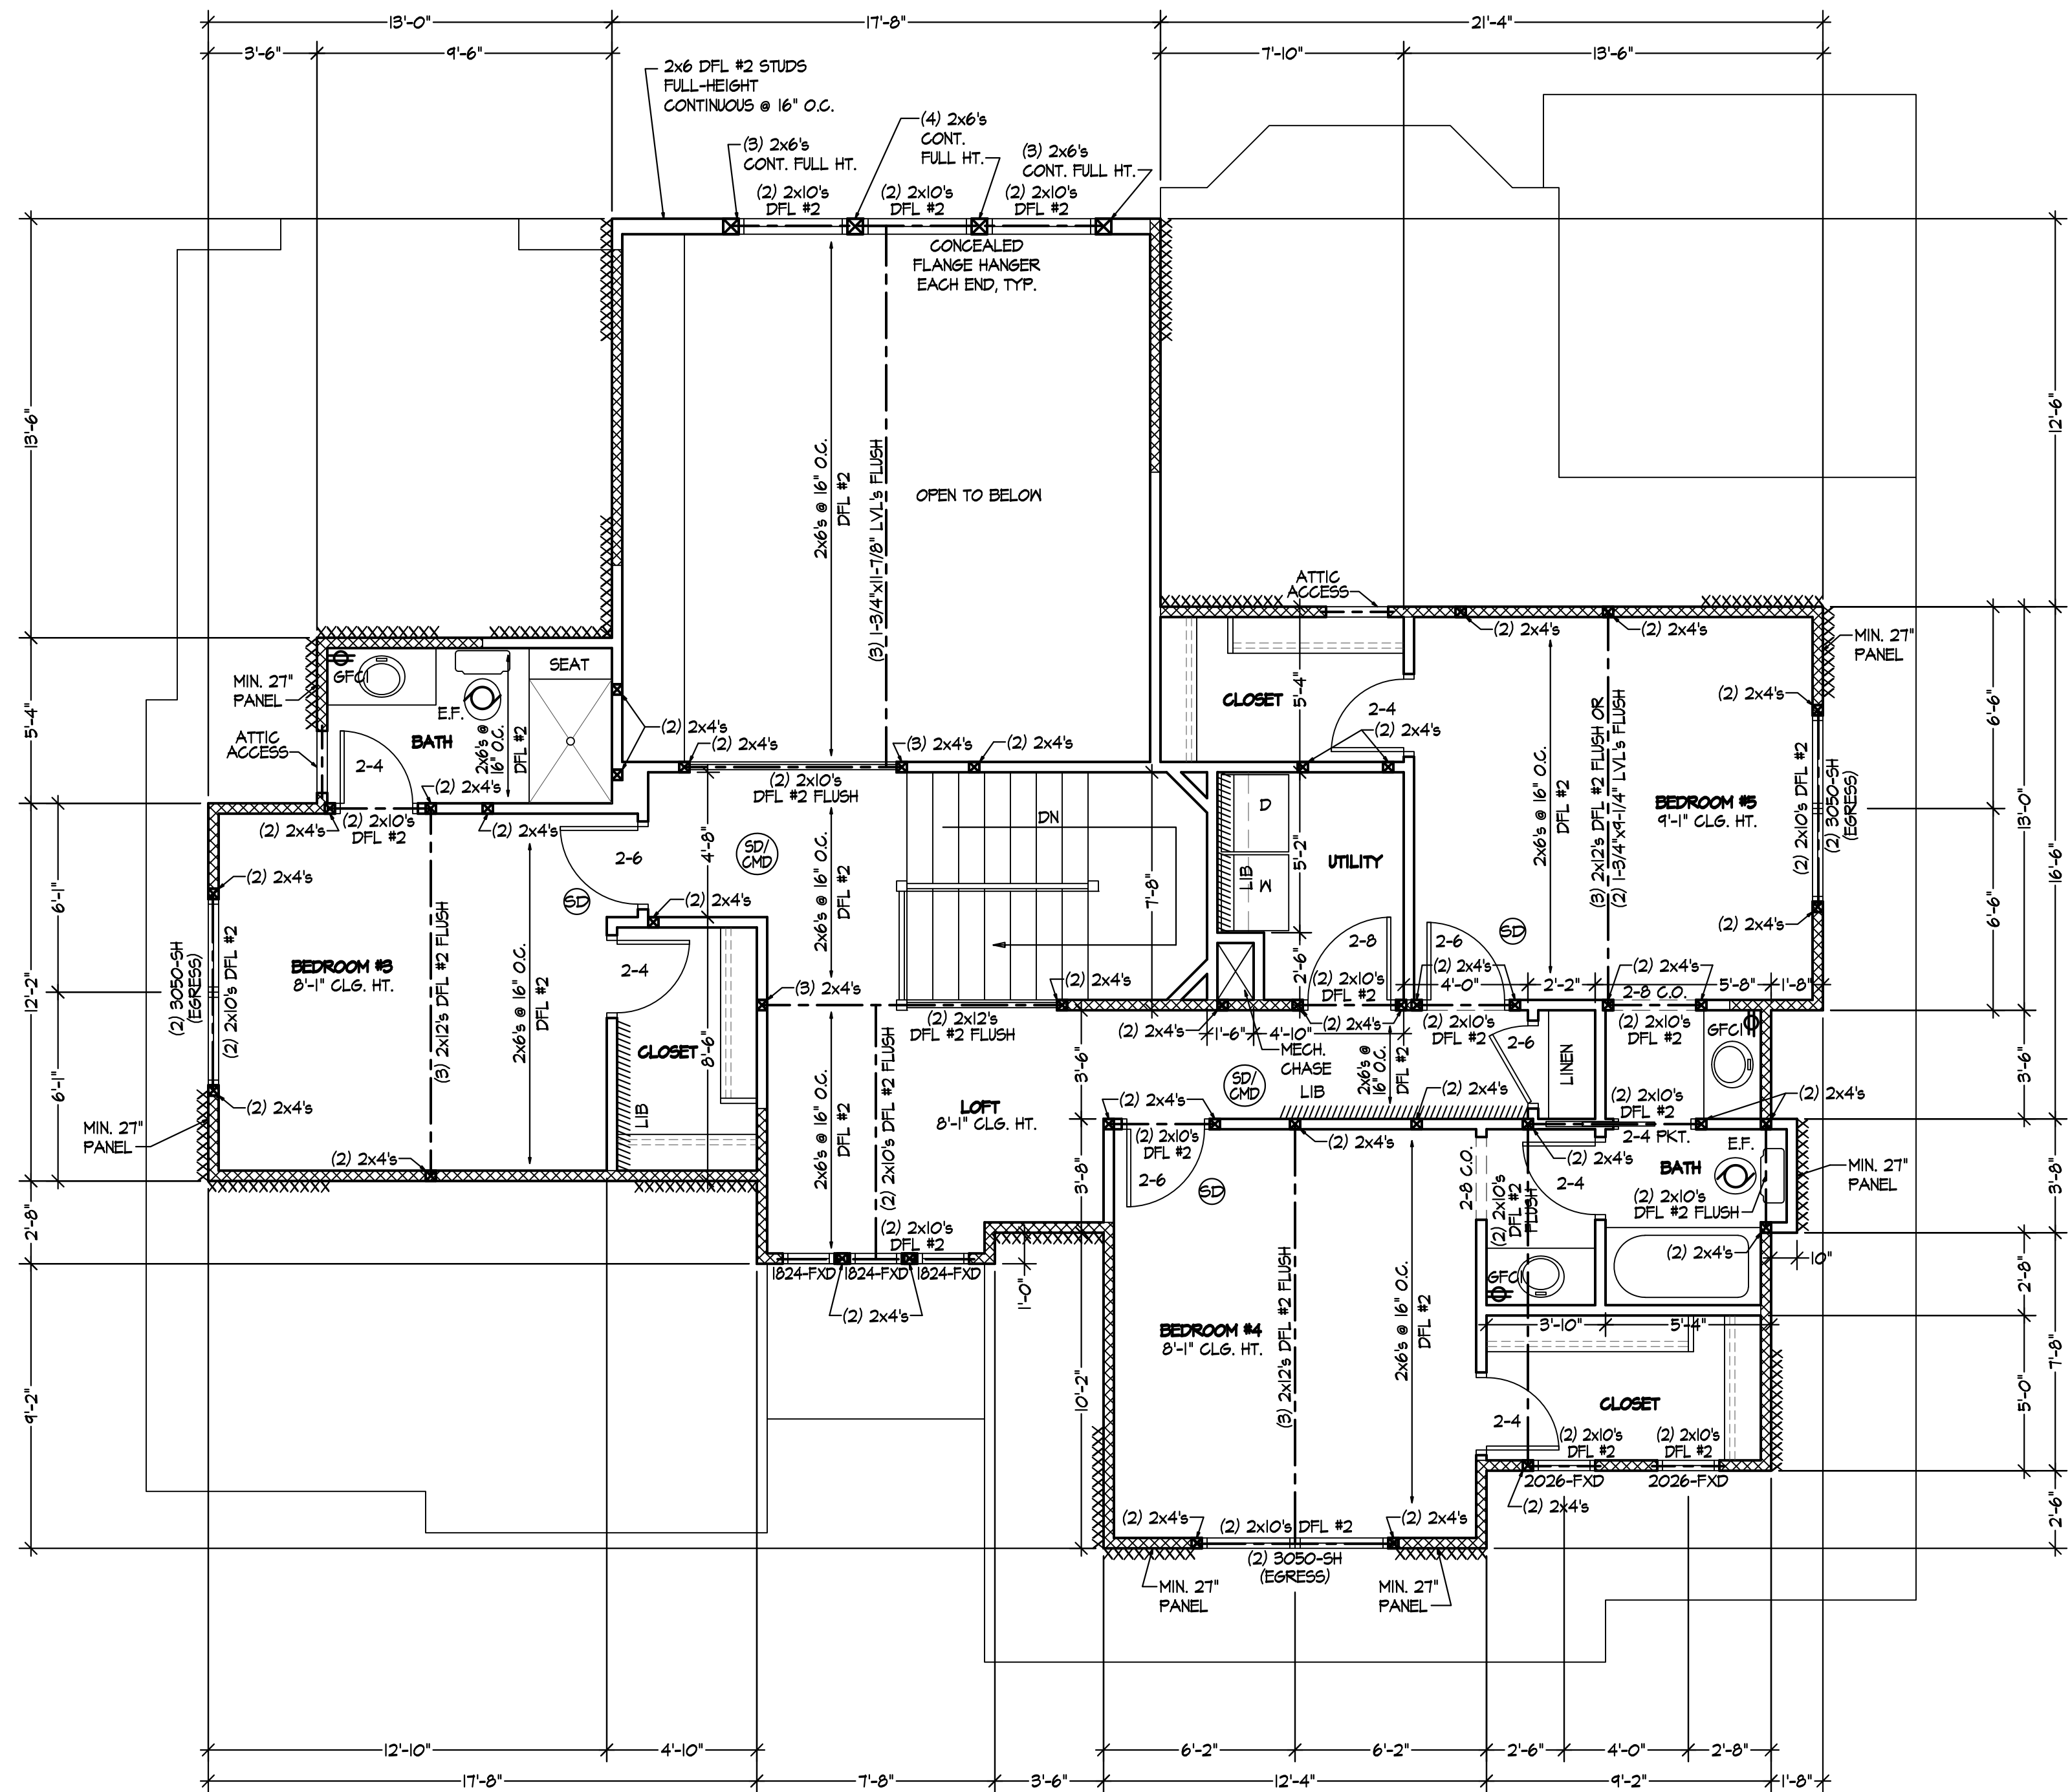 13'-0"
17'-8"
21'-4"
3'-6"
9'-6"
7'-10"
13'-6"
2x6 DFL #2 STUDS
FULL-HEIGHT
CONTINUOUS @ 16" O.C.
(3) 2x6's
CONT. FULL HT.
(4) 2x6's
CONT.
FULL HT.
(3) 2x6's
CONT. FULL HT.
(2) 2x10's
DFL #2
(2) 2x10's
DFL #2
(2) 2x10's
DFL #2
CONCEALED
FLANGE HANGER
EACH END, TYP.
2x6's @ 16" O.C.
DFL #2
(3) 1-3/4"x11-7/8" LVL's FLUSH
OPEN TO BELOW
13'-6"
5'-4"
12'-2"
2'-8"
9'-2"
6'-1"
6'-1"
12'-6"
16'-6"
13'-0"
6'-6"
6'-6"
3'-6"
3'-8"
2'-8"
7'-8"
5'-0"
2'-6"
MIN. 27"
PANEL
ATTIC
ACCESS
GFCI
E.F.
SEAT
BATH
2-4
2x6's @
16" O.C.
DFL #2
(2) 2x4's
(2) 2x4's
(2) 2x4's
(2) 2x10's
DFL #2
(2) 2x4's
(2) 2x4's
(2) 2x4's
(3) 2x4's
(2) 2x4's
(2) 2x10's
DFL #2 FLUSH
ATTIC
ACCESS
(2) 2x4's
(2) 2x4's
MIN. 27"
PANEL
CLOSET
5'-4"
2-4
(2) 2x4's
(2) 2x4's
2x6's @ 16" O.C.
DFL #2
(3) 2x12's DFL #2 FLUSH OR
(2) 1-3/4"x9-1/4" LVL's FLUSH
BEDROOM #5
9'-1" CLG. HT.
(2) 2x10's DFL #2
(2) 3050-SH
(EGRESS)
(2) 2x4's
SD
2-6
BEDROOM #3
8'-1" CLG. HT.
(2) 3050-SH
(EGRESS)
(2) 2x10's DFL #2
(2) 2x4's
(2) 2x4's
(3) 2x12's DFL #2 FLUSH
2x6's @ 16" O.C.
DFL #2
2-6
SD
(2) 2x4's
2-4
CLOSET
LIB
8'-6"
4'-8"
MIN. 27"
PANEL
SD/
CMD
2x6's @ 16" O.C.
DFL #2
DN
7'-8"
D
W
LIB
UTILITY
5'-2"
2'-6"
2-8
(2) 2x10's
DFL #2
(3) 2x4's
(2) 2x12's
DFL #2 FLUSH
(2) 2x4's
(2) 2x4's
1'-6"
4'-10"
(2) 2x4's
MECH.
CHASE
LIB
SD/
CMD
2x6's @
16" O.C.
DFL #2
(2) 2x4's
4'-0"
2'-2"
(2) 2x10's
DFL #2
2-6
LINEN
(2) 2x4's
2-8 C.O.
5'-8"
1'-8"
(2) 2x10's
DFL #2
GFCI
(2) 2x10's
DFL #2
2-4 PKT.
(2) 2x4's
(2) 2x4's
(2) 2x4's
E.F.
BATH
2-4
(2) 2x10's
DFL #2 FLUSH
MIN. 27"
PANEL
(2) 2x4's
10"
LOFT
8'-1" CLG. HT.
2x6's @ 16" O.C.
DFL #2
(2) 2x10's DFL #2 FLUSH
(2) 2x10's
DFL #2
1824-FXD
1824-FXD
1824-FXD
(2) 2x4's
1'-0"
3'-6"
3'-8"
10'-2"
(2) 2x4's
(2) 2x10's
DFL #2
2-6
(2) 2x4's
SD
2-8 C.O.
(2) 2x10's
DFL #2
FLUSH
BEDROOM #4
8'-1" CLG. HT.
(3) 2x12's DFL #2 FLUSH
2x6's @ 16" O.C.
DFL #2
GFCI
3'-10"
5'-4"
CLOSET
2-4
(2) 2x10's
DFL #2
(2) 2x10's
DFL #2
2026-FXD
2026-FXD
(2) 2x4's
(2) 2x4's
(2) 2x10's DFL #2
(2) 2x4's
(2) 3050-SH
(EGRESS)
MIN. 27"
PANEL
MIN. 27"
PANEL
12'-10"
4'-10"
6'-2"
6'-2"
2'-6"
4'-0"
2'-8"
17'-8"
7'-8"
3'-6"
12'-4"
9'-2"
1'-8"